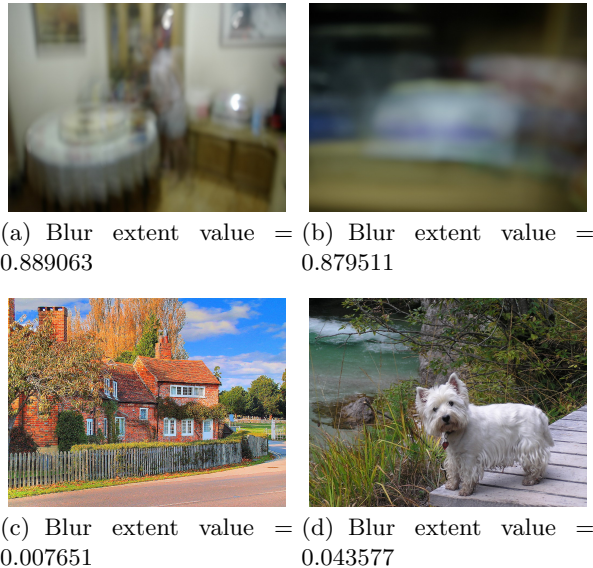 (a) Blur extent value =
0.889063
(b) Blur extent value =
0.879511
(c) Blur extent value =
0.007651
(d) Blur extent value =
0.043577